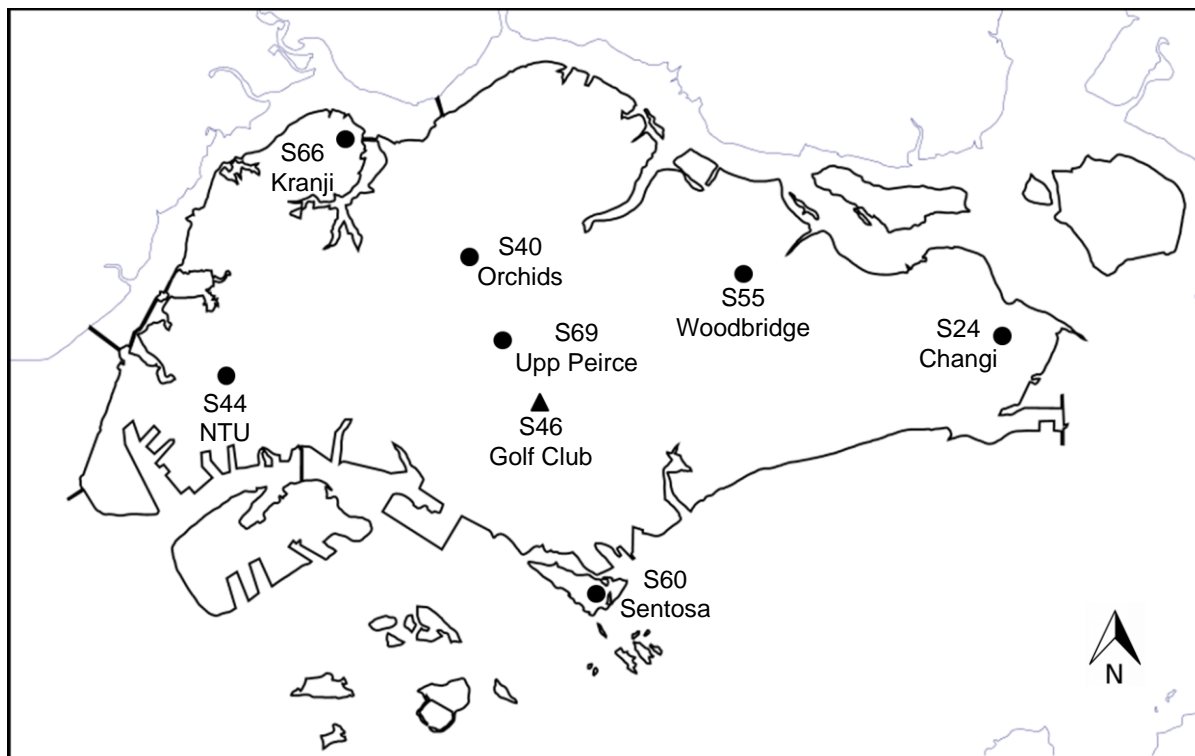 S66
Kranji
S40
Orchids
S55
Woodbridge
S69
Upp Peirce
S24
Changi
S44
NTU
S46
Golf Club
S60
Sentosa
N